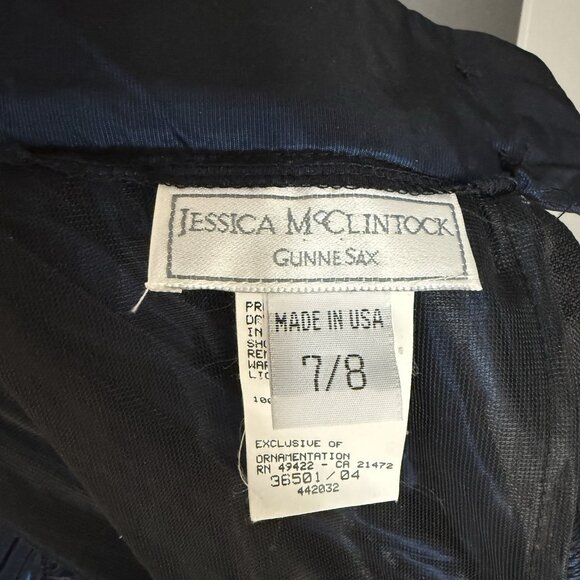 JESSICA McCLINTOCK
GUNNE SAX
MADE IN USA
7/8
EXCLUSIVE OF
ORNAMENTATION
RN 49422 - CA 21472
36501/04
442032